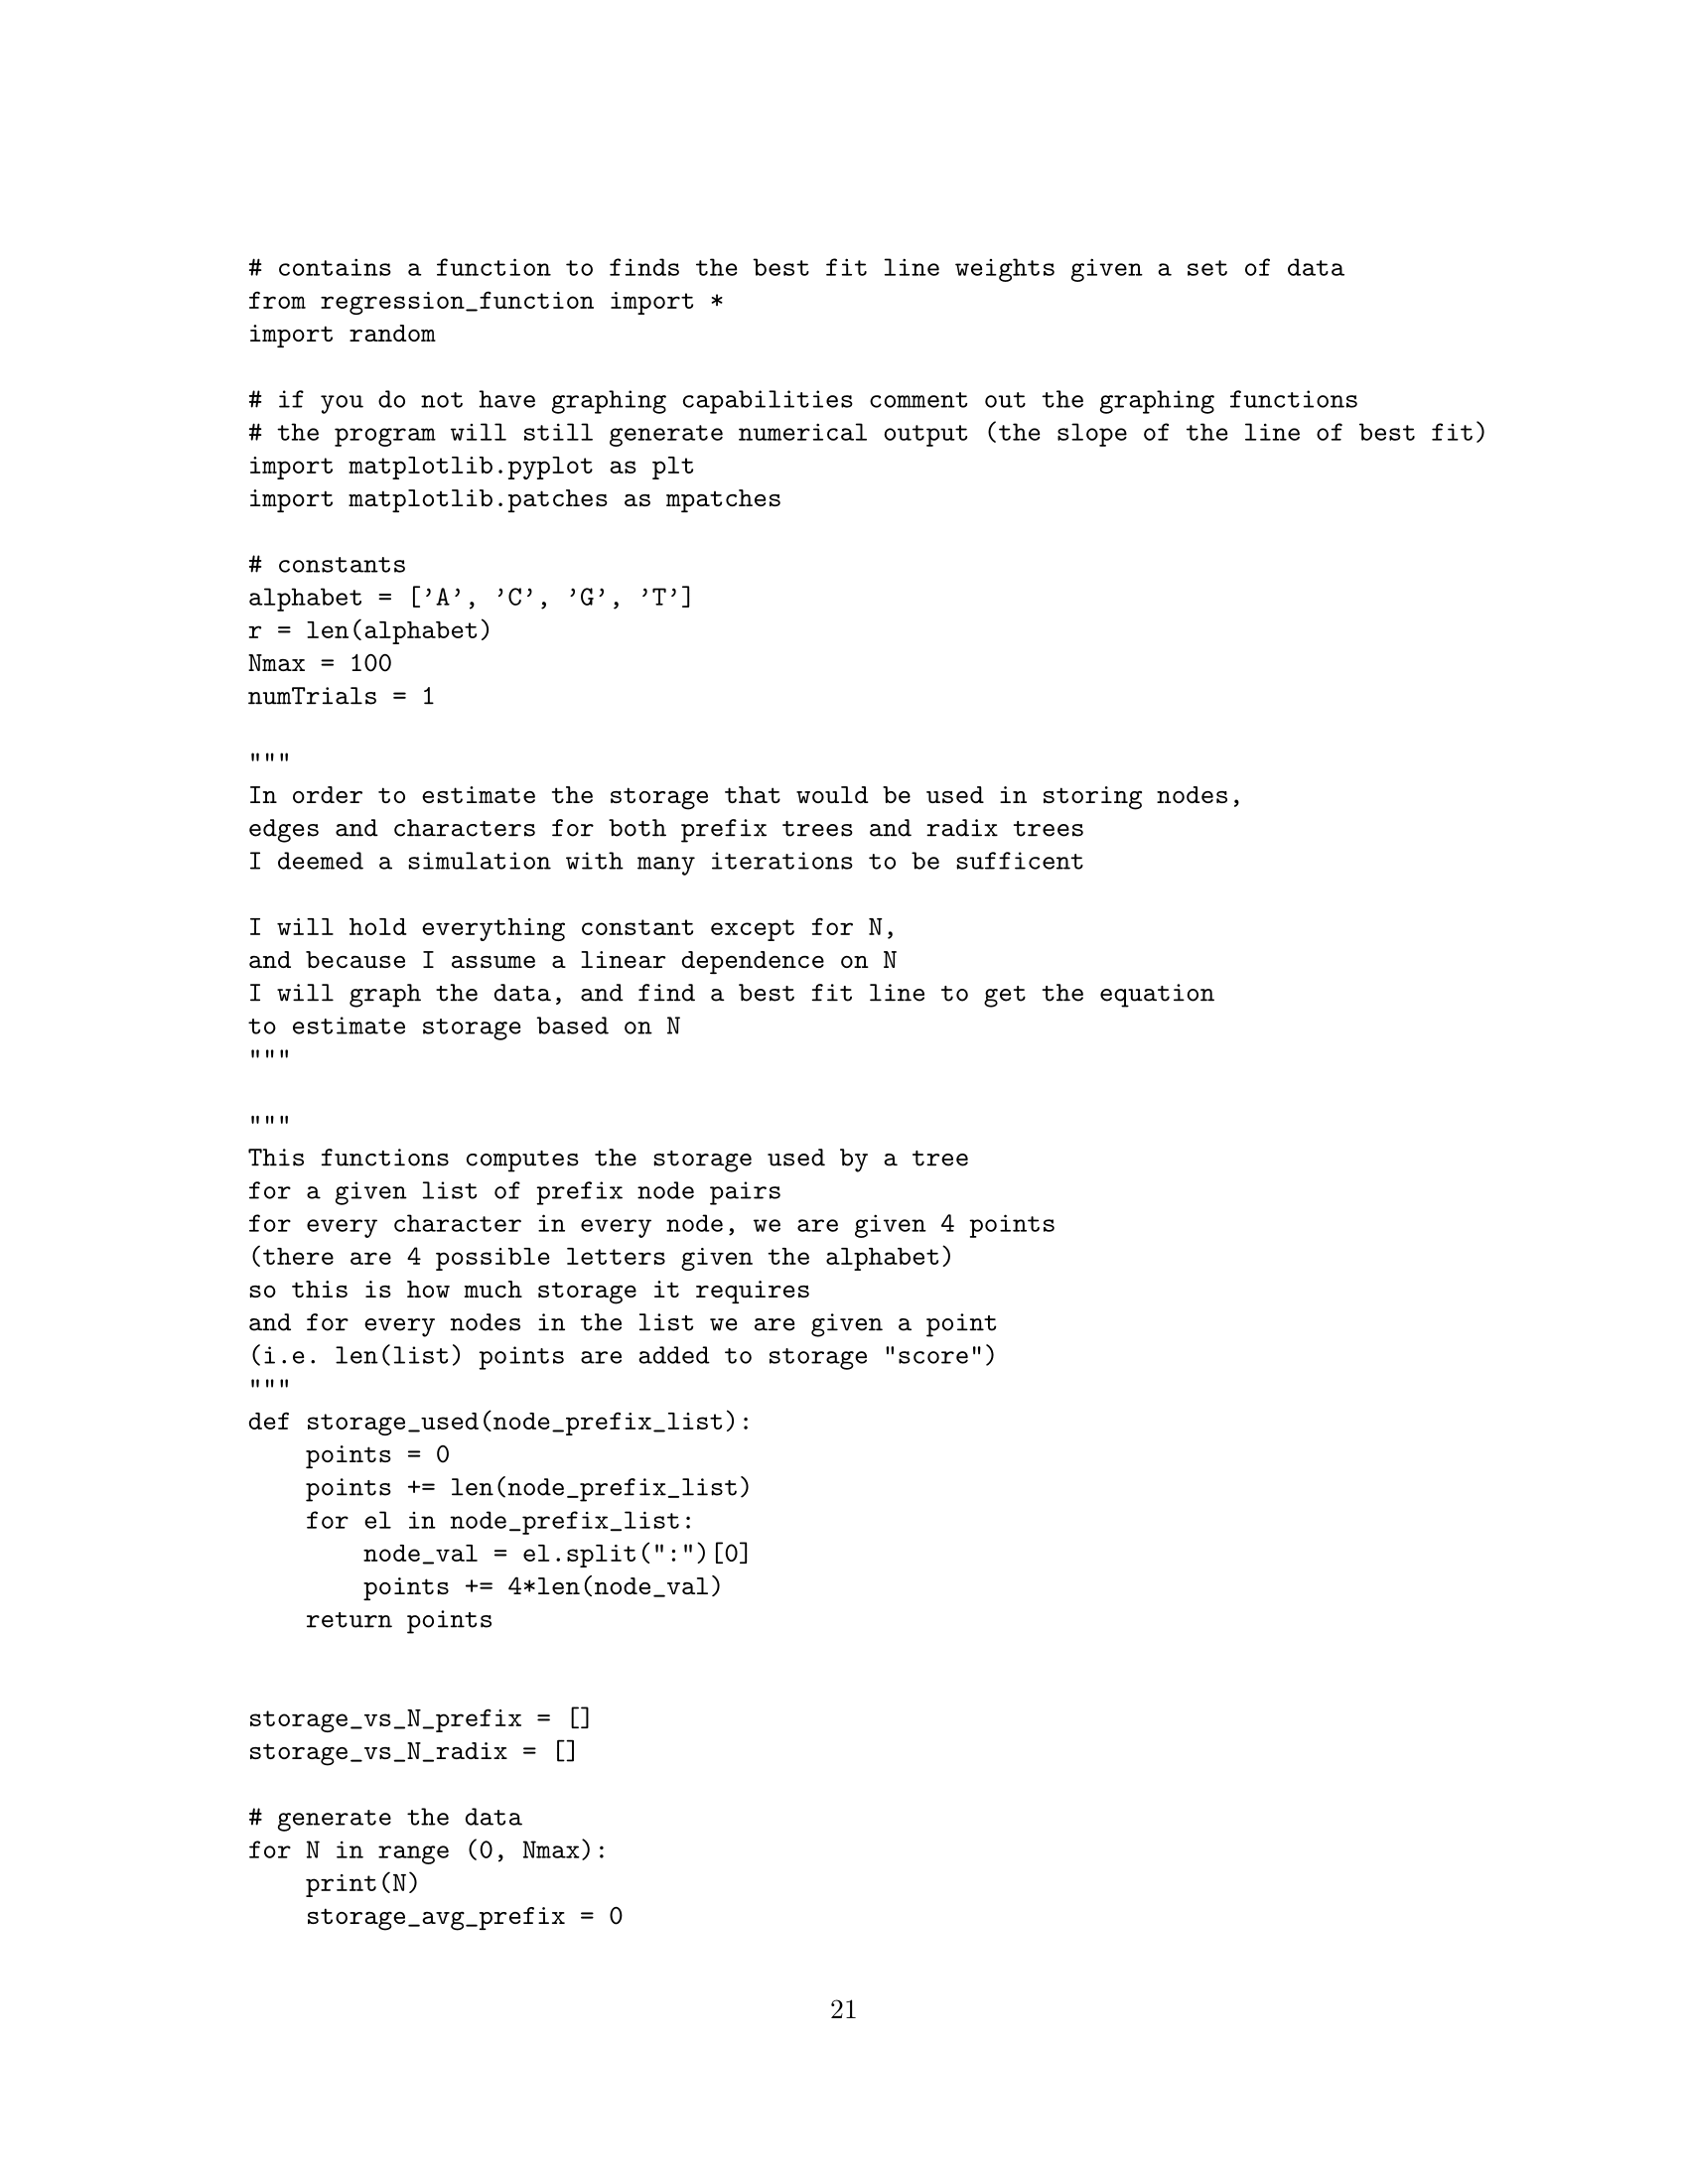 # contains a function to finds the best fit line weights given a set of data
from regression_function import *
import random
# if you do not have graphing capabilities comment out the graphing functions
# the program will still generate numerical output (the slope of the line of best fit)
import matplotlib.pyplot as plt
import matplotlib.patches as mpatches
# constants
alphabet = [’A’, ’C’, ’G’, ’T’]
r = len(alphabet)
Nmax = 100
numTrials = 1
"""
In order to estimate the storage that would be used in storing nodes,
edges and characters for both prefix trees and radix trees
I deemed a simulation with many iterations to be sufficent
I will hold everything constant except for N,
and because I assume a linear dependence on N
I will graph the data, and find a best fit line to get the equation
to estimate storage based on N
"""
"""
This functions computes the storage used by a tree
for a given list of prefix node pairs
for every character in every node, we are given 4 points
(there are 4 possible letters given the alphabet)
so this is how much storage it requires
and for every nodes in the list we are given a point
(i.e. len(list) points are added to storage "score")
"""
def storage_used(node_prefix_list):
    points = 0
    points += len(node_prefix_list)
    for el in node_prefix_list:
        node_val = el.split(":")[0]
        points += 4*len(node_val)
    return points
storage_vs_N_prefix = []
storage_vs_N_radix = []
# generate the data
for N in range (0, Nmax):
    print(N)
    storage_avg_prefix = 0
21